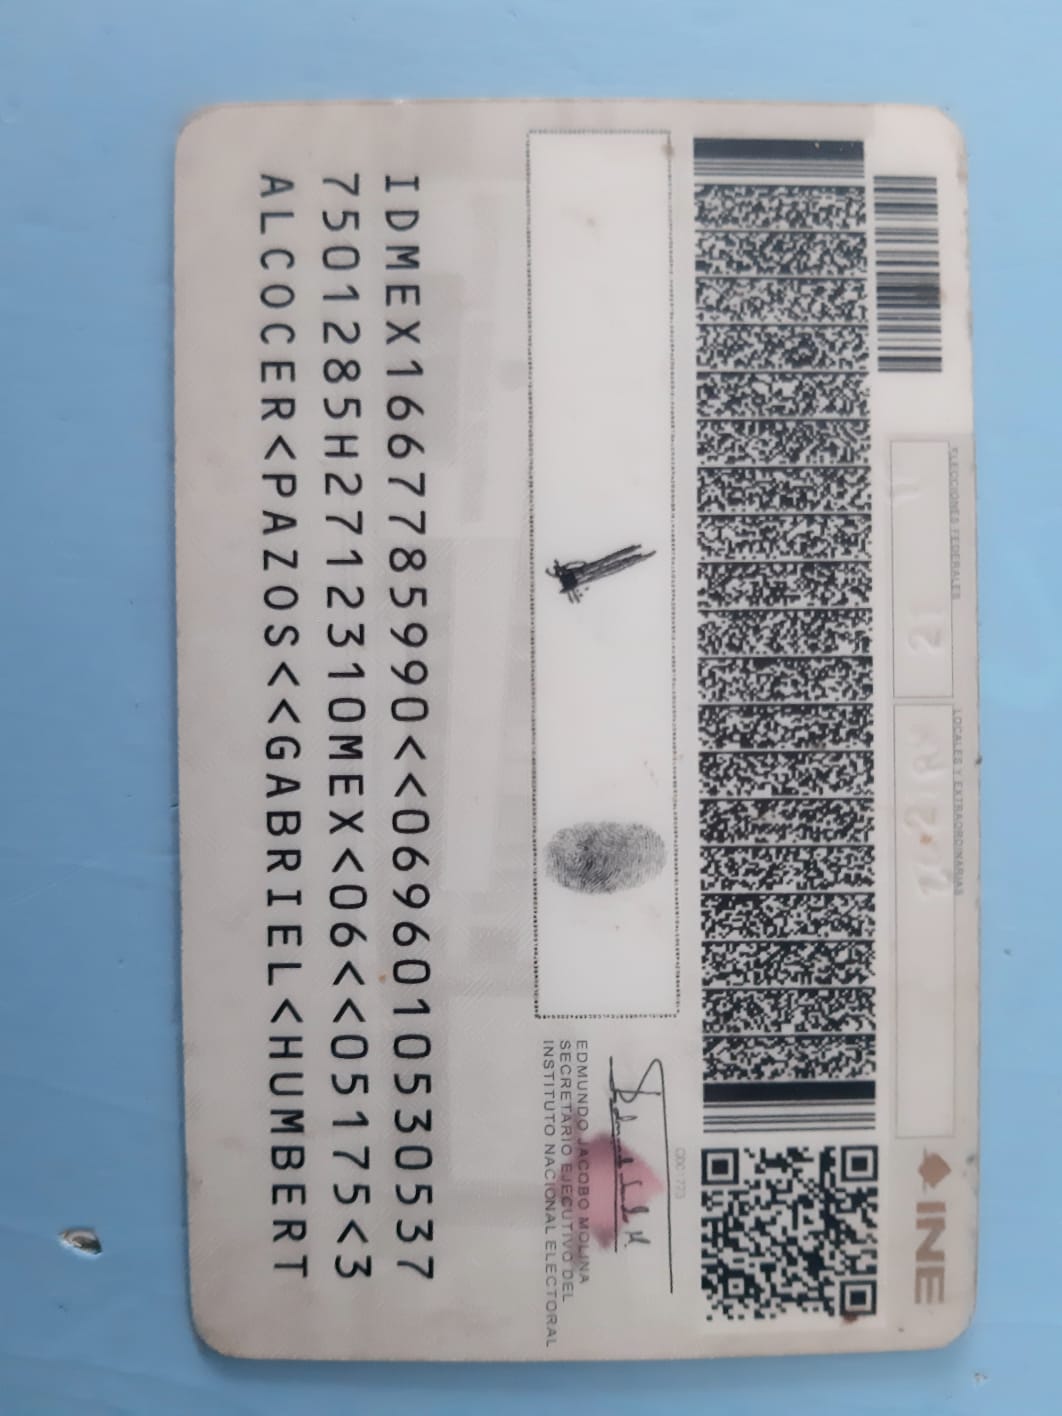 ELECCIONES FEDERALES
21
LOCALES Y EXTRAORDINARIAS
INE
EDMUNDO JACOBO MOLINA
SECRETARIO EJECUTIVO DEL
INSTITUTO NACIONAL ELECTORAL
IDMEX1667785990<<0696010530537
7501285H2712310MEX<06<<05175<3
ALCOCER<PAZOS<<GABRIEL<HUMBERT